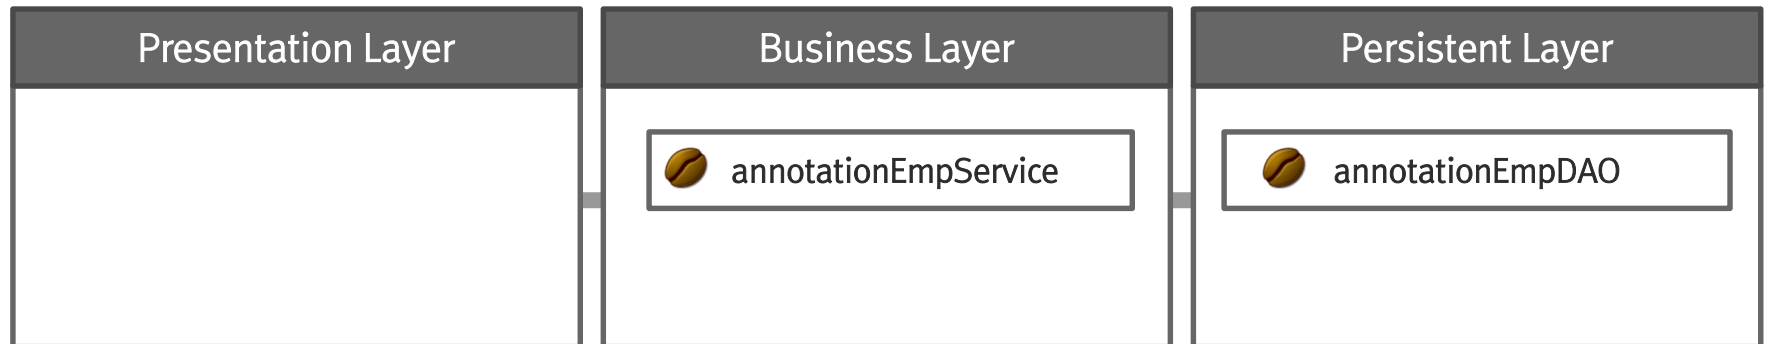 Presentation Layer
Business Layer
Persistent Layer
annotationEmpService
annotationEmpDAO